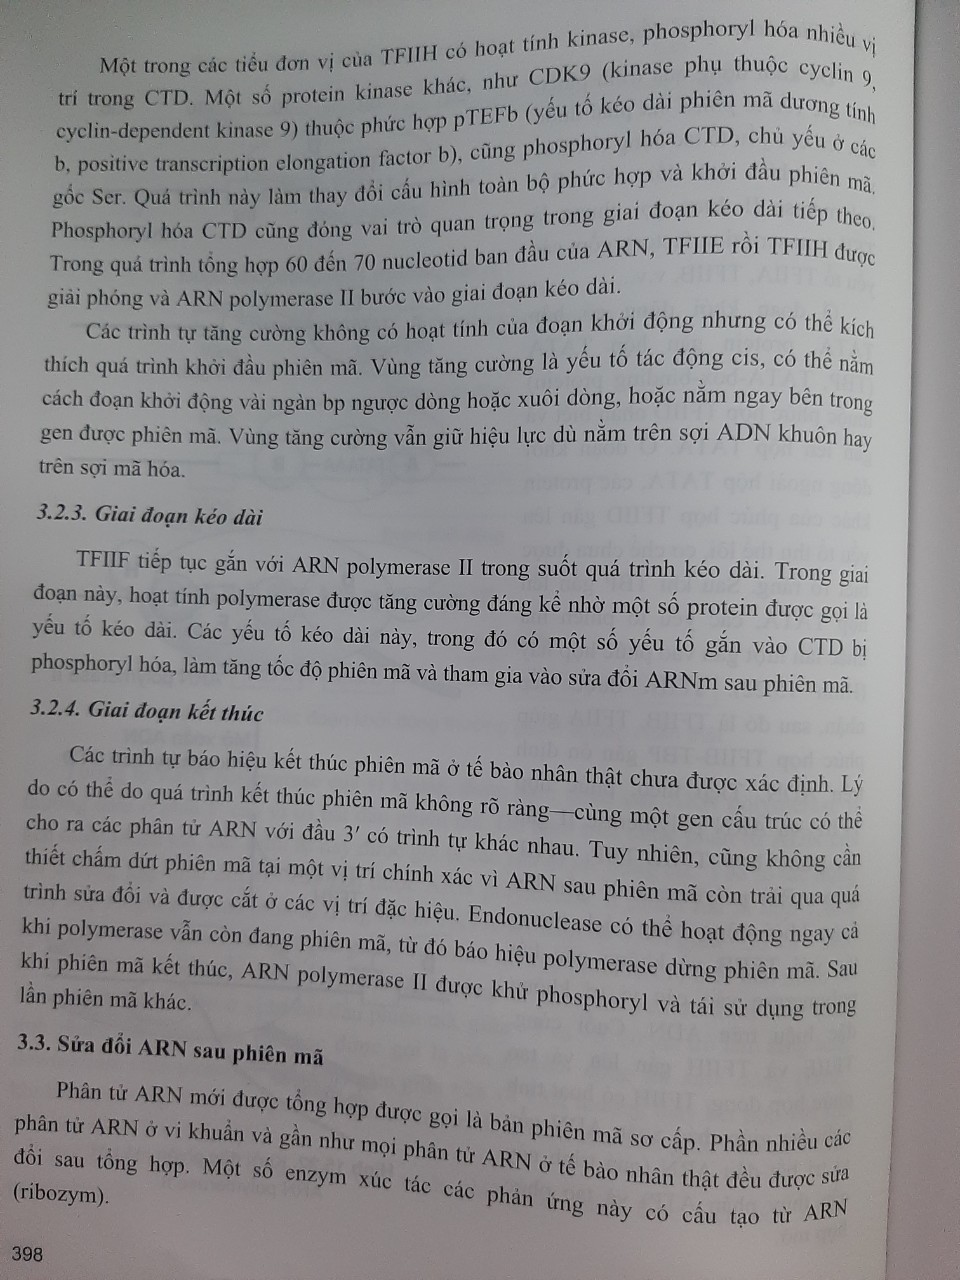 Một trong các tiểu đơn vị của TFIIH có hoạt tính kinase, phosphoryl hóa nhiều vị
trí trong CTD. Một số protein kinase khác, như CDK9 (kinase phụ thuộc cyclin 9,
cyclin-dependent kinase 9) thuộc phức hợp pTEFb (yếu tố kéo dài phiên mã dương tính
b, positive transcription elongation factor b), cũng phosphoryl hóa CTD, chủ yếu ở các
gốc Ser. Quá trình này làm thay đổi cấu hình toàn bộ phức hợp và khởi đầu phiên mã.
Phosphoryl hóa CTD cũng đóng vai trò quan trọng trong giai đoạn kéo dài tiếp theo.
Trong quá trình tổng hợp 60 đến 70 nucleotid ban đầu của ARN, TFIIE rồi TFIIH được
giải phóng và ARN polymerase II bước vào giai đoạn kéo dài.
Các trình tự tăng cường không có hoạt tính của đoạn khởi động nhưng có thể kích
thích quá trình khởi đầu phiên mã. Vùng tăng cường là yếu tố tác động cis, có thể nằm
cách đoạn khởi động vài ngàn bp ngược dòng hoặc xuôi dòng, hoặc nằm ngay bên trong
gen được phiên mã. Vùng tăng cường vẫn giữ hiệu lực dù nằm trên sợi ADN khuôn hay
trên sợi mã hóa.
3.2.3. Giai đoạn kéo dài
TFIIF tiếp tục gắn với ARN polymerase II trong suốt quá trình kéo dài. Trong giai
đoạn này, hoạt tính polymerase được tăng cường đáng kể nhờ một số protein được gọi là
yếu tố kéo dài. Các yếu tố kéo dài này, trong đó có một số yếu tố gắn vào CTD bị
phosphoryl hóa, làm tăng tốc độ phiên mã và tham gia vào sửa đổi ARNm sau phiên mã.
3.2.4. Giai đoạn kết thúc
Các trình tự báo hiệu kết thúc phiên mã ở tế bào nhân thật chưa được xác định. Lý
do có thể do quá trình kết thúc phiên mã không rõ ràng—cùng một gen cấu trúc có thể
cho ra các phân tử ARN với đầu 3′ có trình tự khác nhau. Tuy nhiên, cũng không cần
thiết chấm dứt phiên mã tại một vị trí chính xác vì ARN sau phiên mã còn trải qua quá
trình sửa đổi và được cắt ở các vị trí đặc hiệu. Endonuclease có thể hoạt động ngay cả
khi polymerase vẫn còn đang phiên mã, từ đó báo hiệu polymerase dừng phiên mã. Sau
khi phiên mã kết thúc, ARN polymerase II được khử phosphoryl và tái sử dụng trong
lần phiên mã khác.
3.3. Sửa đổi ARN sau phiên mã
Phân tử ARN mới được tổng hợp được gọi là bản phiên mã sơ cấp. Phần nhiều các
phân tử ARN ở vi khuẩn và gần như mọi phân tử ARN ở tế bào nhân thật đều được sửa
đổi sau tổng hợp. Một số enzym xúc tác các phản ứng này có cấu tạo từ ARN
(ribozym).
398